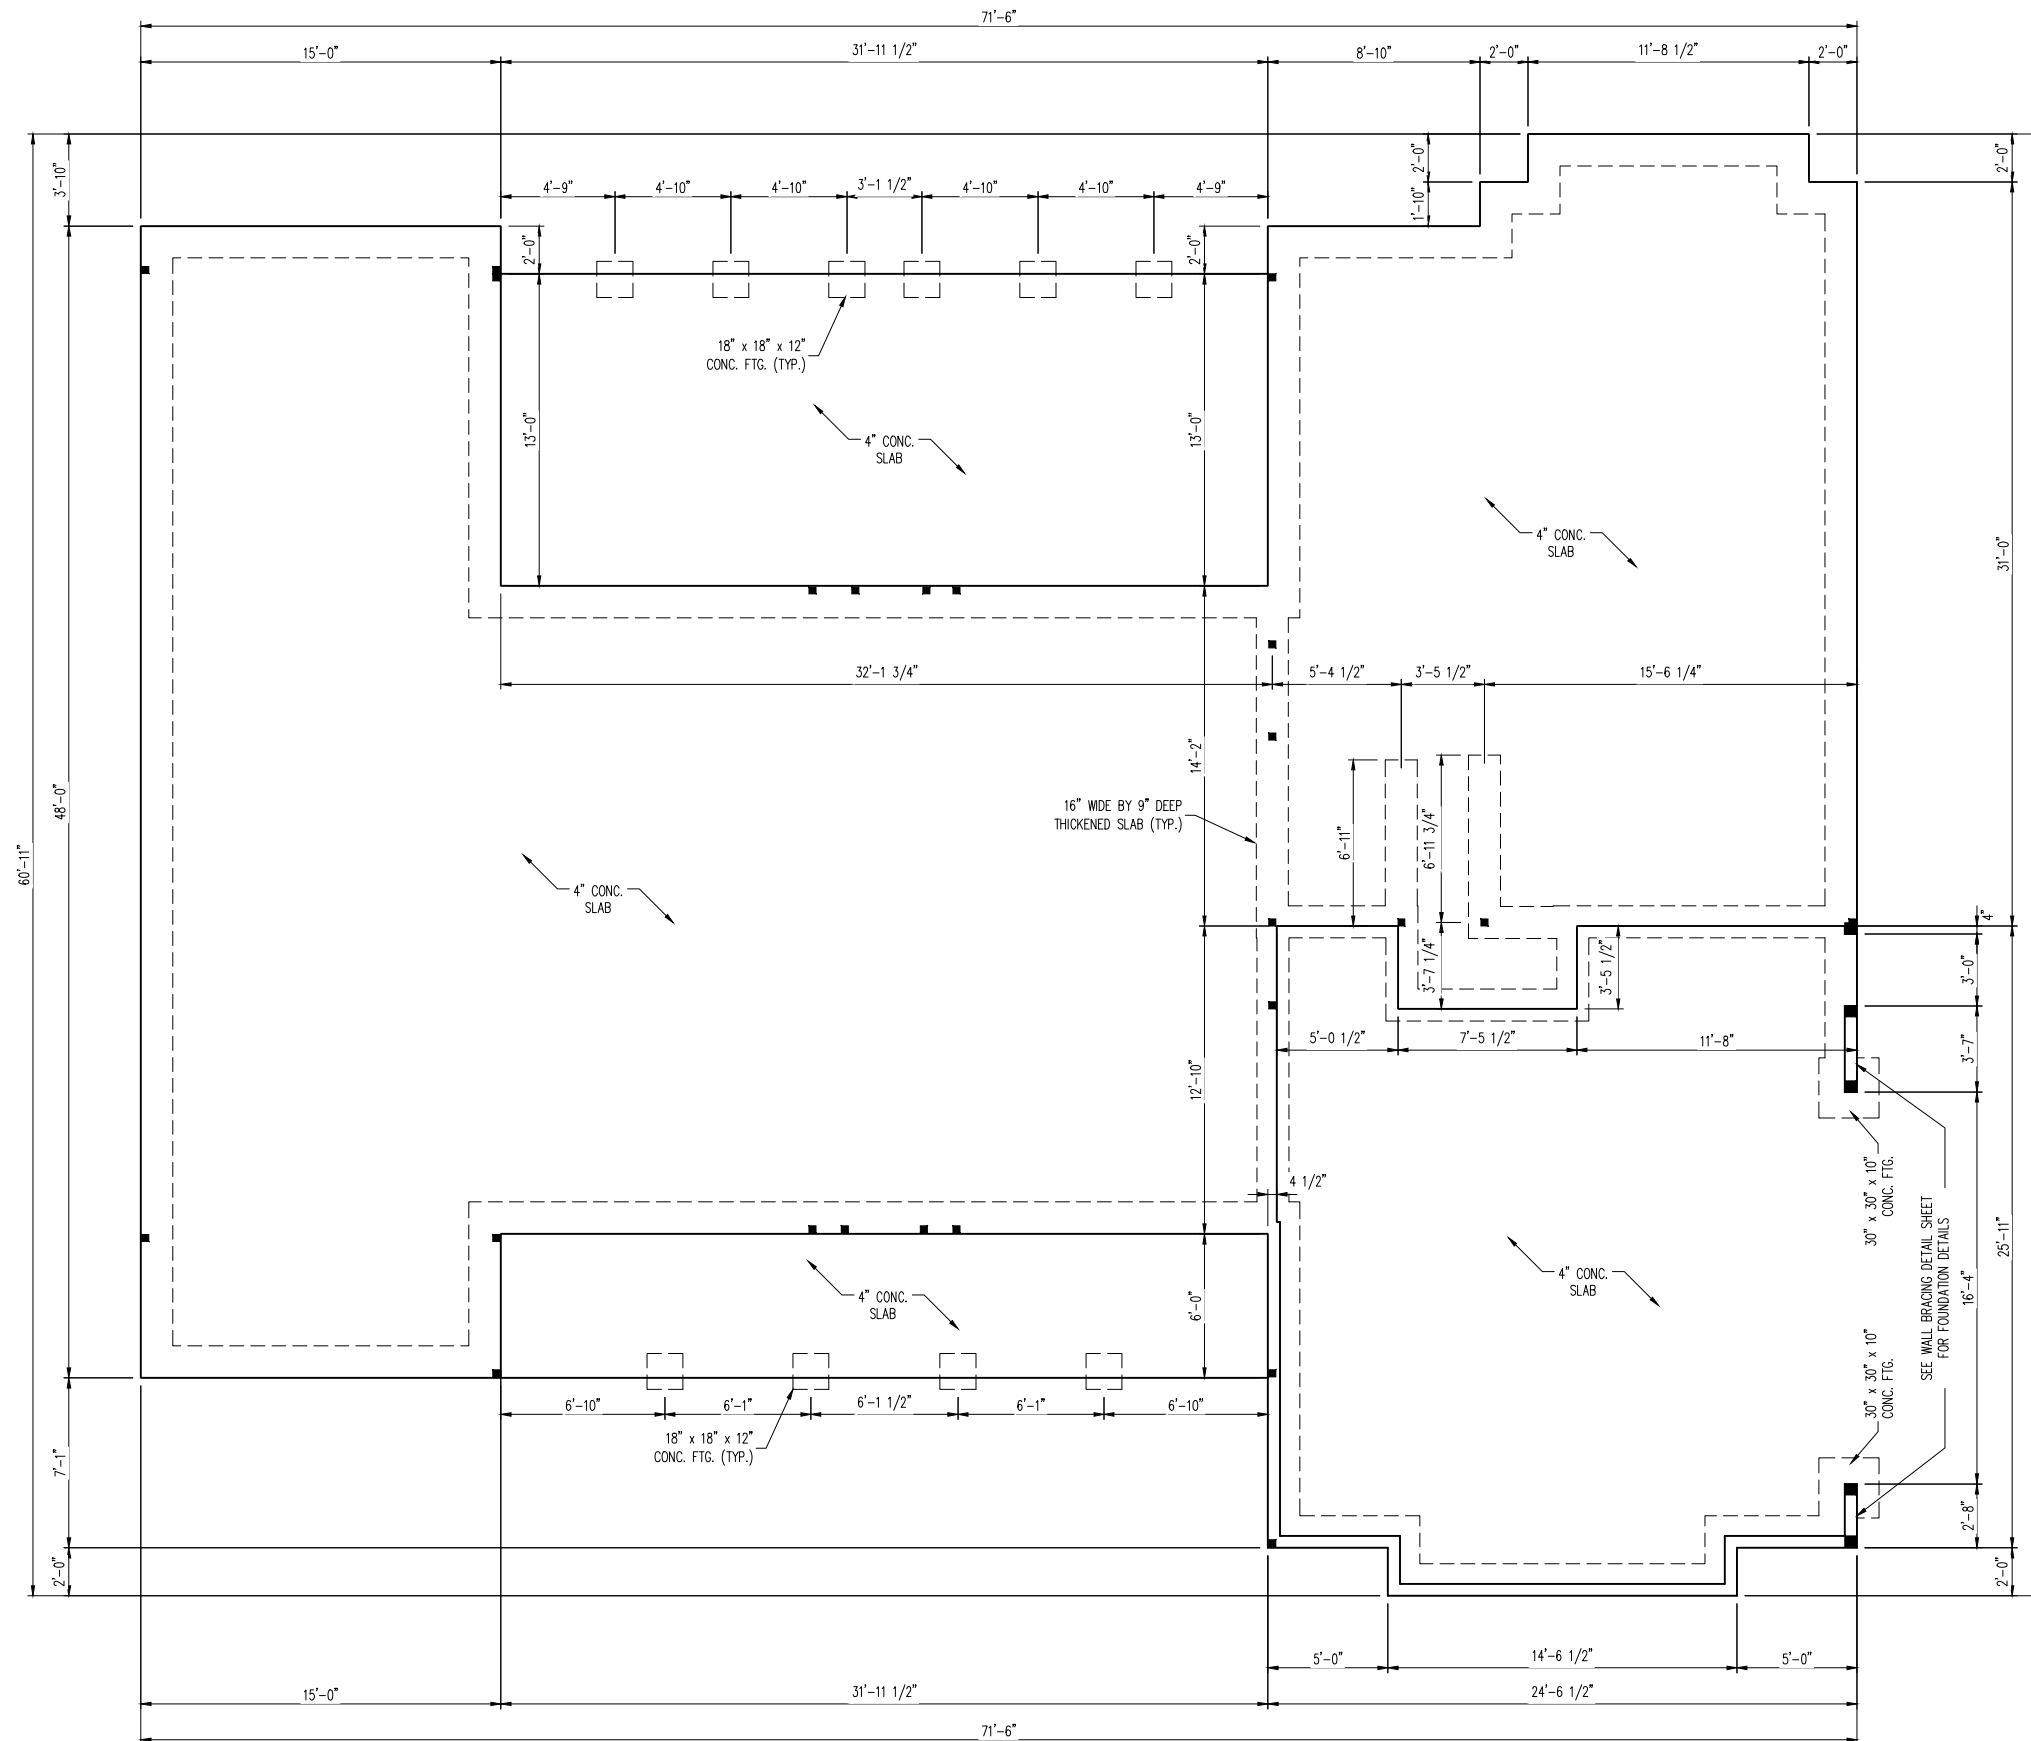 71'-6"
15'-0"
31'-11 1/2"
8'-10"
2'-0"
11'-8 1/2"
2'-0"
3'-10"
2'-0"
1'-10"
2'-0"
4'-9"
4'-10"
4'-10"
3'-1 1/2"
4'-10"
4'-10"
4'-9"
2'-0"
2'-0"
18" x 18" x 12"
CONC. FTG. (TYP.)
13'-0"
13'-0"
4" CONC.
SLAB
4" CONC.
SLAB
31'-0"
32'-1 3/4"
5'-4 1/2"
3'-5 1/2"
15'-6 1/4"
14'-2"
48'-0"
60'-11"
16" WIDE BY 9" DEEP
THICKENED SLAB (TYP.)
6'-11"
6'-11 3/4"
4" CONC.
SLAB
4"
3'-0"
3'-7 1/4"
3'-5 1/2"
5'-0 1/2"
7'-5 1/2"
11'-8"
3'-7"
12'-10"
4 1/2"
30" x 30" x 10"
CONC. FTG.
SEE WALL BRACING DETAIL SHEET
FOR FOUNDATION DETAILS
25'-11"
16'-4"
4" CONC.
SLAB
4" CONC.
SLAB
6'-0"
30" x 30" x 10"
CONC. FTG.
6'-10"
6'-1"
6'-1 1/2"
6'-1"
6'-10"
18" x 18" x 12"
CONC. FTG. (TYP.)
7'-1"
2'-8"
2'-0"
2'-0"
5'-0"
14'-6 1/2"
5'-0"
15'-0"
31'-11 1/2"
24'-6 1/2"
71'-6"